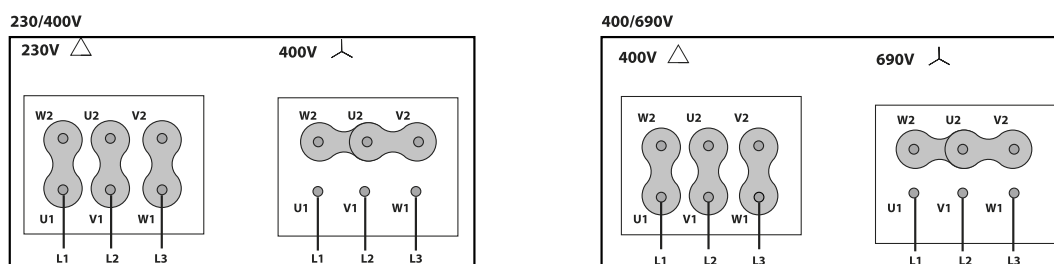 230/400V
230V
400V
W2 U2 V2
W2 U2 V2
U1 V1 W1
U1 V1 W1
L1 L2 L3
L1 L2 L3
400/690V
400V
690V
W2 U2 V2
W2 U2 V2
U1 V1 W1
U1 V1 W1
L1 L2 L3
L1 L2 L3